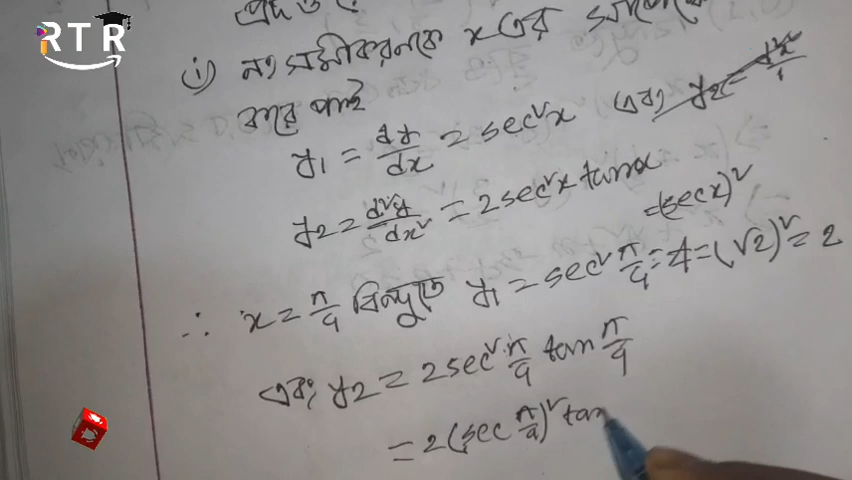 RTR
(i) নং সমীকরণকে x এর সাপেক্ষে
করে পাই
y₁ = dy/dx = sec²x এবং
y₂ = d²y/dx² = 2sec²x tanx
=(secx)²
∴ x = π/4 বিন্দুতে y₁ = sec² π/4 = 4 = (√2)² = 2
এবং y₂ = 2sec² π/4 tan π/4
= 2(sec π/4)² tan